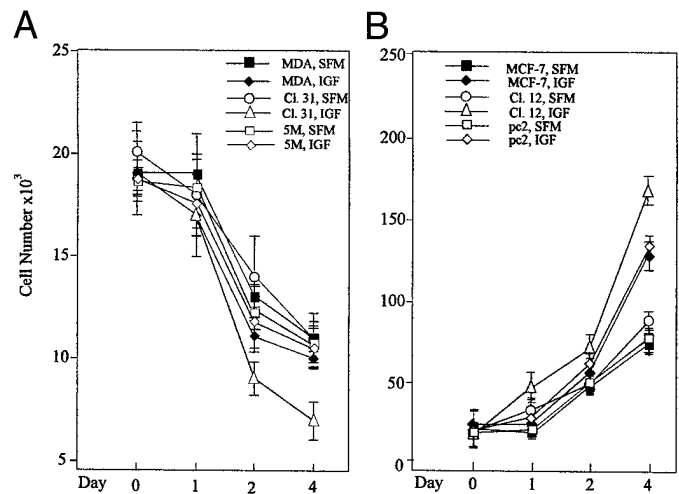 A
25
20
15
10
5
Cell Number x10³
MDA, SFM
MDA, IGF
Cl. 31, SFM
Cl. 31, IGF
5M, SFM
5M, IGF
Day 0 1 2 4
B
250
200
150
100
50
0
MCF-7, SFM
MCF-7, IGF
Cl. 12, SFM
Cl. 12, IGF
pc2, SFM
pc2, IGF
Day 0 1 2 4